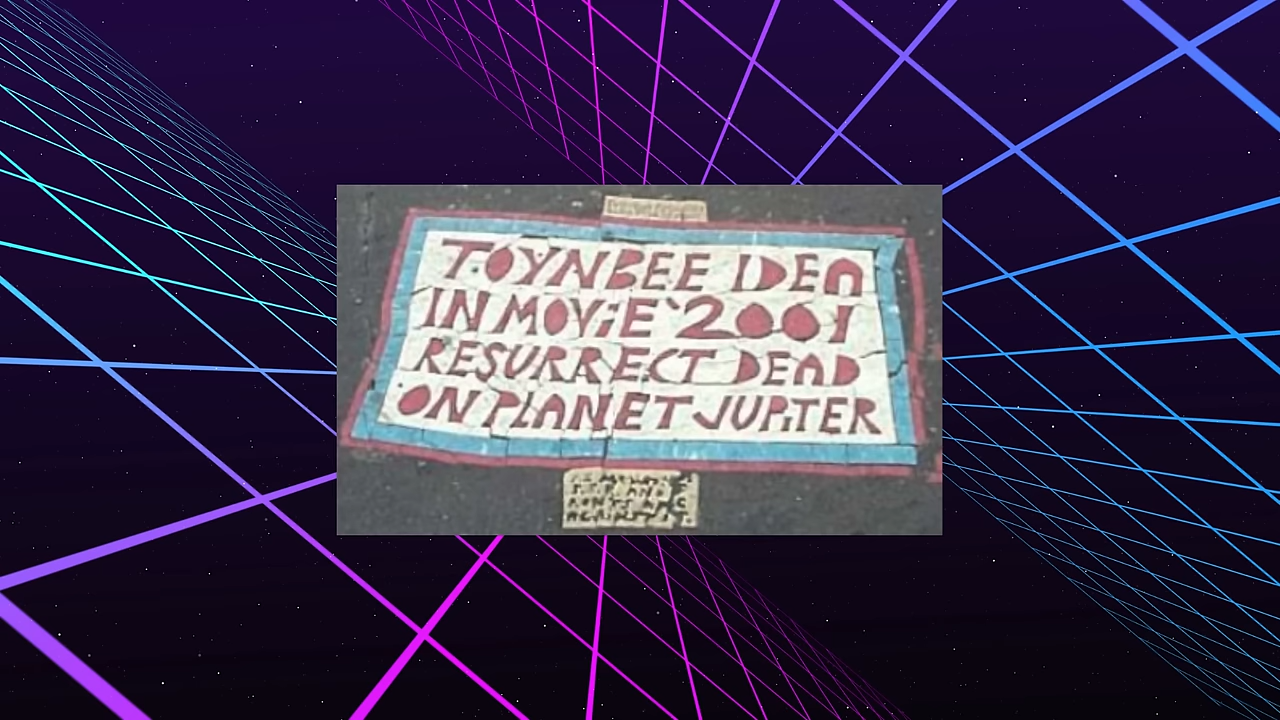 TOYNBEE IDEA
IN MOViE '2001
RESURRECT DEAD
ON PLANET JUPiTER